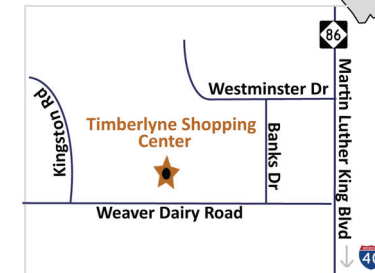 86
Westminster Dr
Kingston Rd
Timberlyne Shopping
Center
Banks Dr
Martin Luther King Blvd
Weaver Dairy Road
40